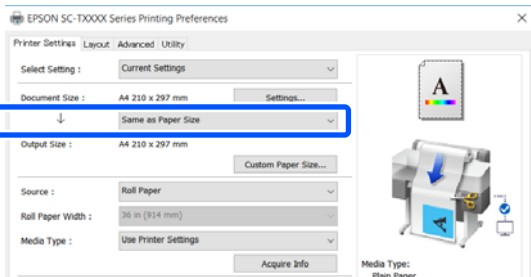 EPSON SC-TXXXX Series Printing Preferences
Printer Settings Layout Advanced Utility
Select Setting : Current Settings
Document Size : A4 210 x 297 mm Settings...
↓ Same as Paper Size
Output Size : A4 210 x 297 mm
Custom Paper Size...
Source : Roll Paper
Roll Paper Width : 36 in (914 mm)
Media Type : Use Printer Settings
Acquire Info
A
A
Media Type:
Plain Paper